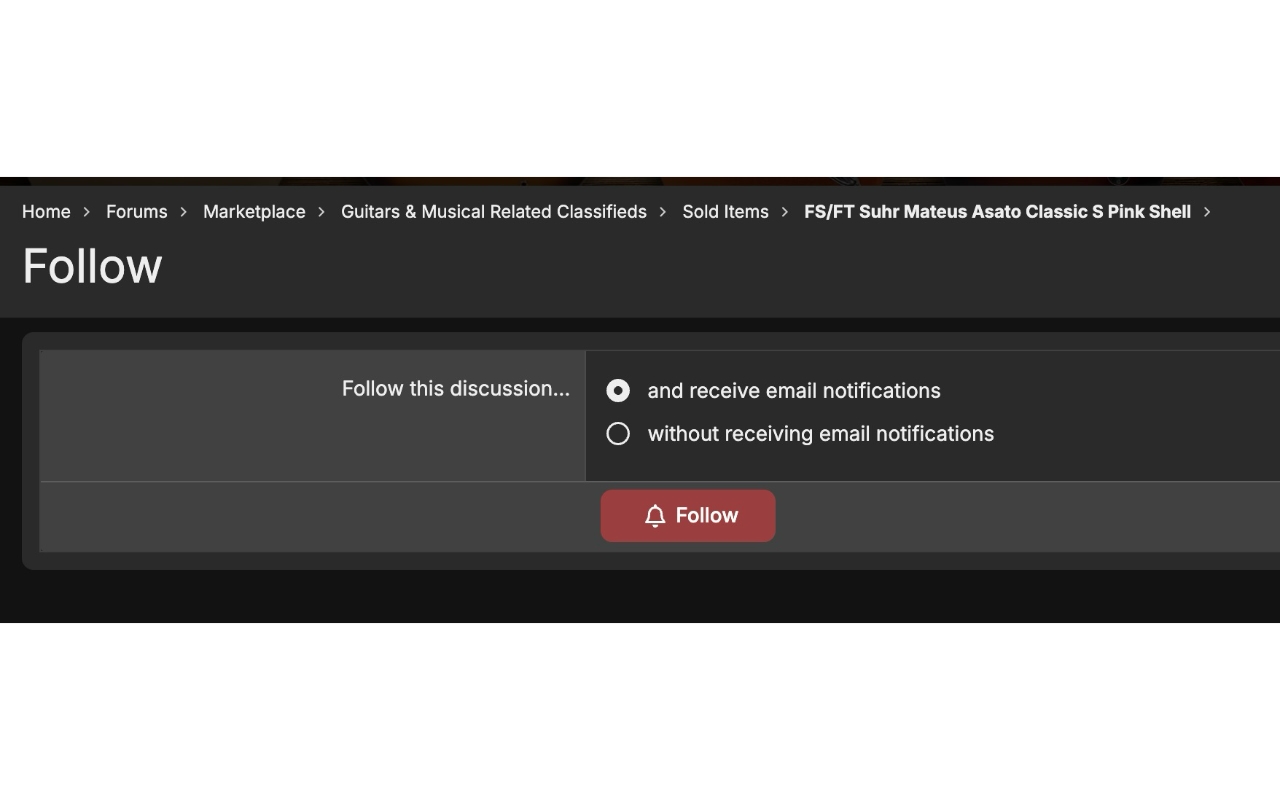 Home > Forums > Marketplace > Guitars & Musical Related Classifieds > Sold Items > FS/FT Suhr Mateus Asato Classic S Pink Shell >
Follow
Follow this discussion...
and receive email notifications
without receiving email notifications
Follow